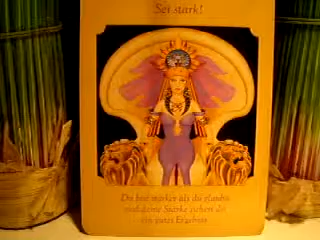 Sei stark!
Du bist stärker als du glaubst
und deine Stärke sichert dir
ein gutes Ergebnis